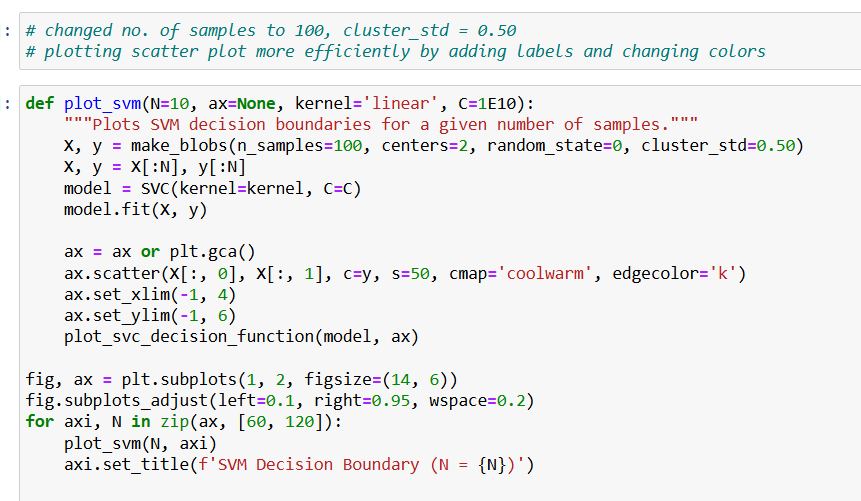 : # changed no. of samples to 100, cluster_std = 0.50
# plotting scatter plot more efficiently by adding labels and changing colors
: def plot_svm(N=10, ax=None, kernel='linear', C=1E10):
    """Plots SVM decision boundaries for a given number of samples."""
    X, y = make_blobs(n_samples=100, centers=2, random_state=0, cluster_std=0.50)
    X, y = X[:N], y[:N]
    model = SVC(kernel=kernel, C=C)
    model.fit(X, y)

    ax = ax or plt.gca()
    ax.scatter(X[:, 0], X[:, 1], c=y, s=50, cmap='coolwarm', edgecolor='k')
    ax.set_xlim(-1, 4)
    ax.set_ylim(-1, 6)
    plot_svc_decision_function(model, ax)

fig, ax = plt.subplots(1, 2, figsize=(14, 6))
fig.subplots_adjust(left=0.1, right=0.95, wspace=0.2)
for axi, N in zip(ax, [60, 120]):
    plot_svm(N, axi)
    axi.set_title(f'SVM Decision Boundary (N = {N})')